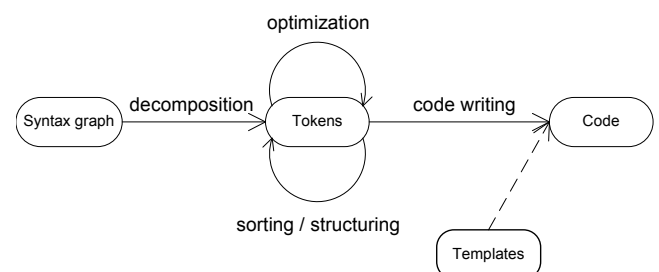 optimization
decomposition
code writing
Syntax graph
Tokens
Code
sorting / structuring
Templates